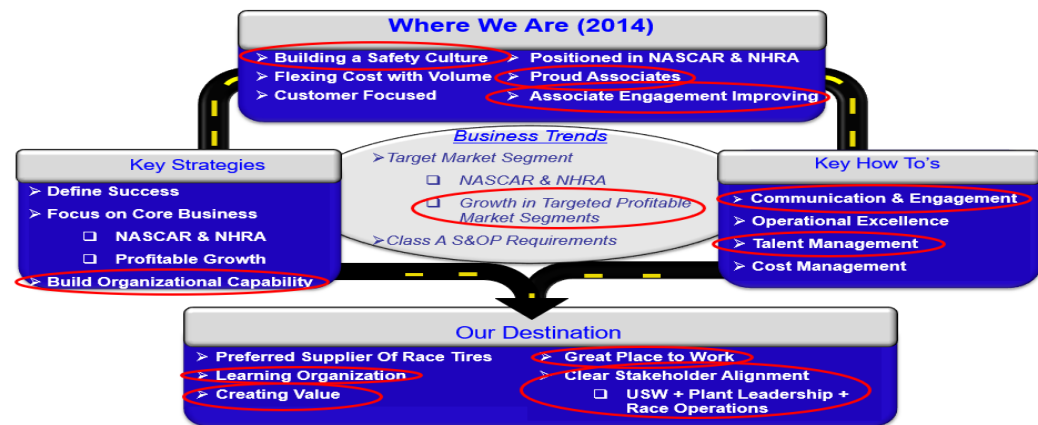 Where We Are (2014)
➢ Building a Safety Culture
➢ Flexing Cost with Volume
➢ Customer Focused
➢ Positioned in NASCAR & NHRA
➢ Proud Associates
➢ Associate Engagement Improving
Business Trends
➢ Target Market Segment
❑ NASCAR & NHRA
❑ Growth in Targeted Profitable
Market Segments
➢ Class A S&OP Requirements
Key Strategies
➢ Define Success
➢ Focus on Core Business
❑ NASCAR & NHRA
❑ Profitable Growth
➢ Build Organizational Capability
Key How To's
➢ Communication & Engagement
➢ Operational Excellence
➢ Talent Management
➢ Cost Management
Our Destination
➢ Preferred Supplier Of Race Tires
➢ Learning Organization
➢ Creating Value
➢ Great Place to Work
➢ Clear Stakeholder Alignment
❑ USW + Plant Leadership +
Race Operations